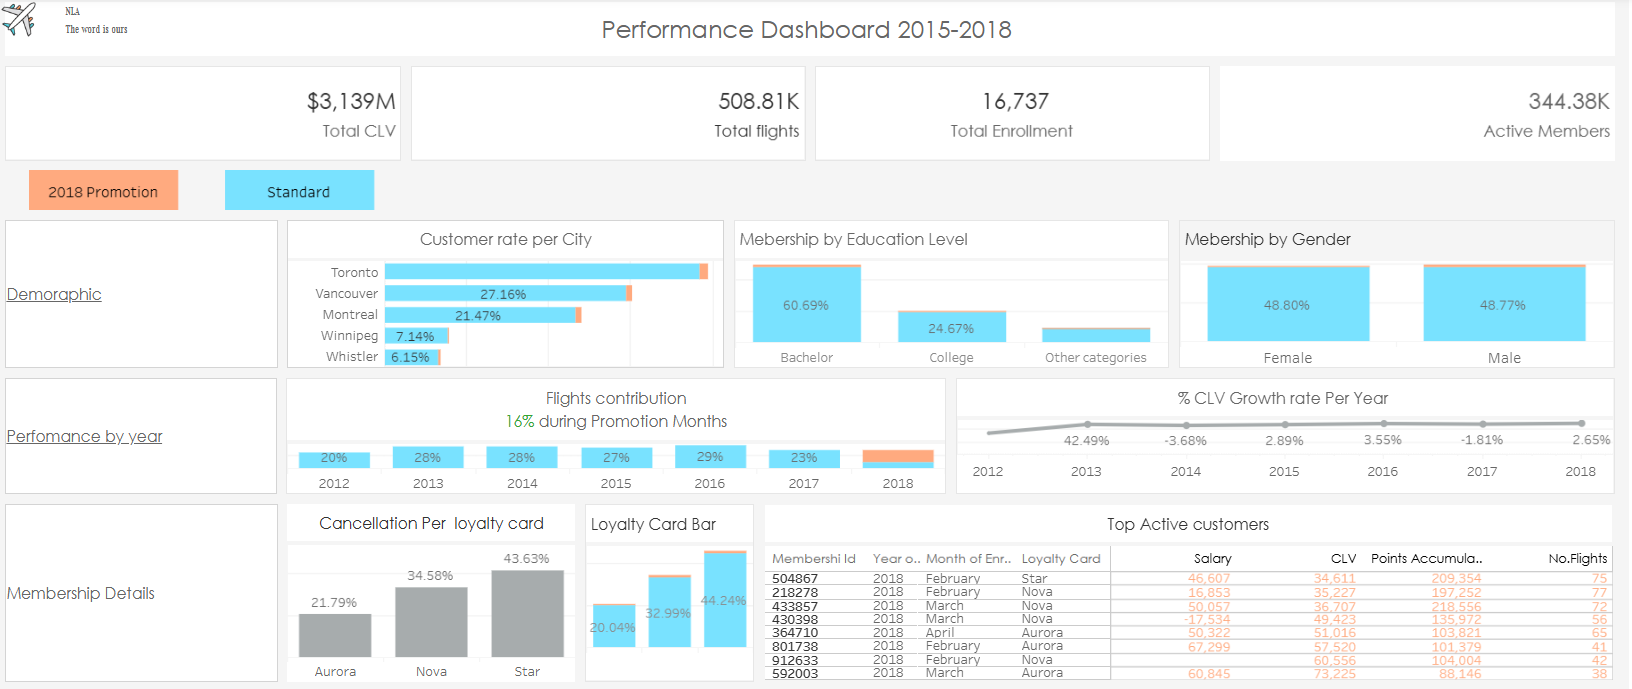 NLA
The word is ours
Performance Dashboard 2015-2018
$3,139M
Total CLV
508.81K
Total flights
16,737
Total Enrollment
344.38K
Active Members
2018 Promotion
Standard
Demoraphic
Customer rate per City
Toronto
Vancouver 27.16%
Montreal 21.47%
Winnipeg 7.14%
Whistler 6.15%
Mebership by Education Level
60.69% 24.67%
Bachelor College Other categories
Mebership by Gender
48.80% 48.77%
Female Male
Perfomance by year
Flights contribution
16% during Promotion Months
20% 28% 28% 27% 29% 23%
2012 2013 2014 2015 2016 2017 2018
% CLV Growth rate Per Year
42.49% -3.68% 2.89% 3.55% -1.81% 2.65%
2012 2013 2014 2015 2016 2017 2018
Membership Details
Cancellation Per loyalty card
21.79% 34.58% 43.63%
Aurora Nova Star
Loyalty Card Bar
20.04% 32.99% 44.24%
Top Active customers
Membershi Id Year o.. Month of Enr.. Loyalty Card Salary CLV Points Accumula.. No.Flights
504867 2018 February Star 46,607 34,611 209,354 75
218278 2018 February Nova 16,853 35,227 197,252 77
433857 2018 March Nova 50,057 36,707 218,556 72
430398 2018 March Nova -17,534 49,423 135,972 56
364710 2018 April Aurora 50,322 51,016 103,821 65
801738 2018 February Aurora 67,299 57,520 101,379 41
912633 2018 February Nova 60,556 104,004 42
592003 2018 March Aurora 60,845 73,225 88,146 38